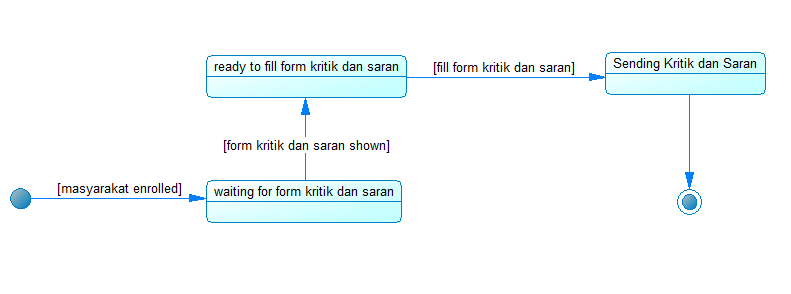 ready to fill form kritik dan saran
[fill form kritik dan saran]
Sending Kritik dan Saran
[form kritik dan saran shown]
[masyarakat enrolled]
waiting for form kritik dan saran